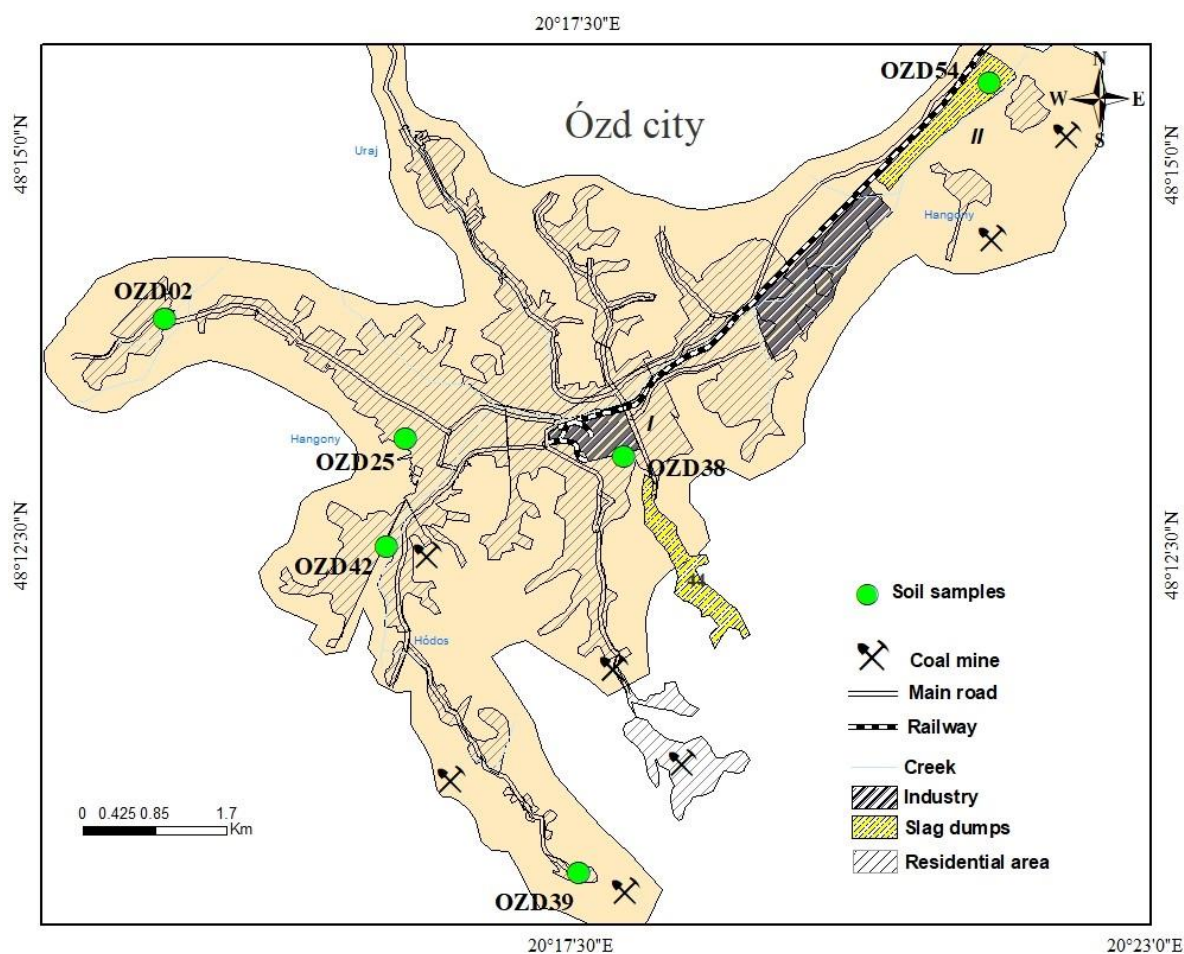 20°17'30"E
N
W E
S
OZD54
Ózd city
II
Uraj
48°15'0"N
48°15'0"N
Hangony
OZD02
I
Hangony
OZD25
OZD38
48°12'30"N
48°12'30"N
OZD42
44
Soil samples
Hódos
Coal mine
Main road
Railway
Creek
Industry
0 0.425 0.85 1.7
Km
Slag dumps
Residential area
OZD39
20°17'30"E
20°23'0"E